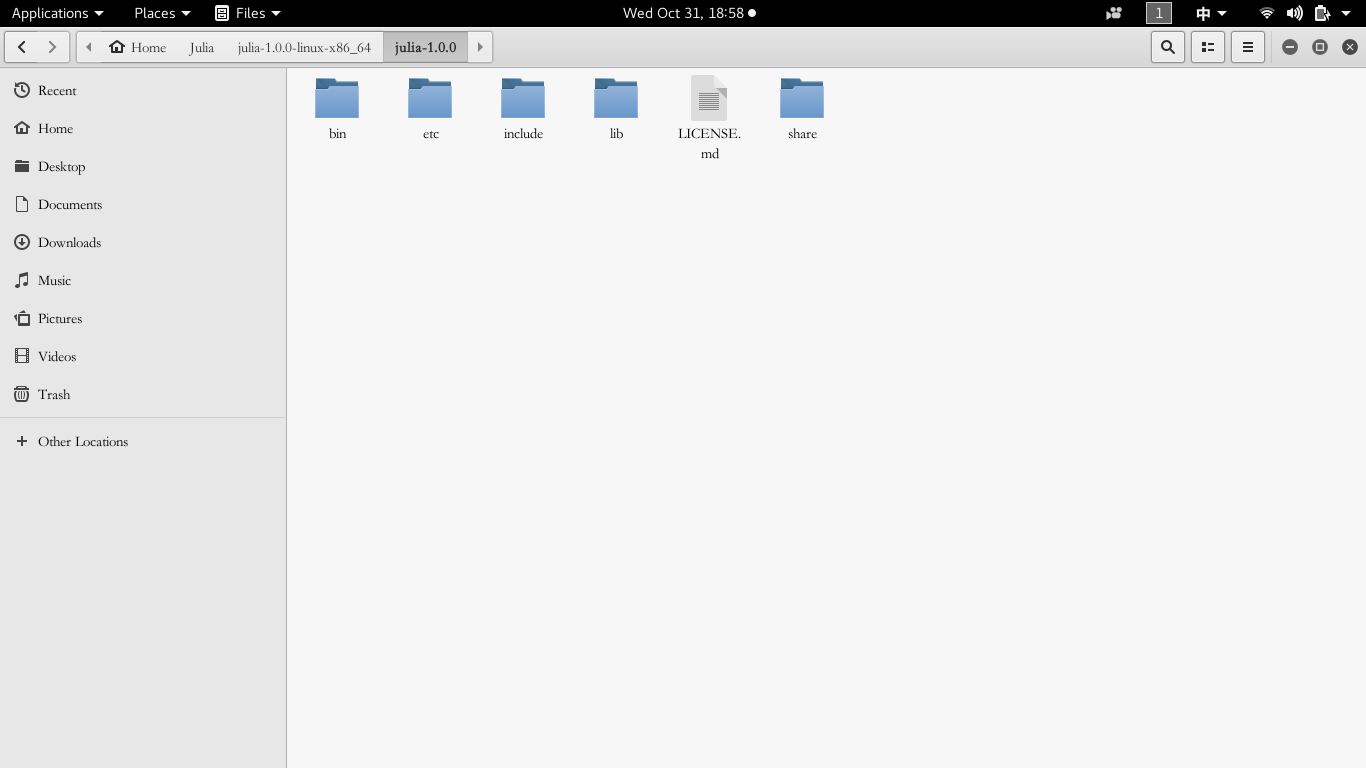 Applications Places Files Wed Oct 31, 18:58 1 中
Home Julia julia-1.0.0-linux-x86_64 julia-1.0.0
Recent
Home
Desktop
Documents
Downloads
Music
Pictures
Videos
Trash
Other Locations
bin etc include lib LICENSE. share
md